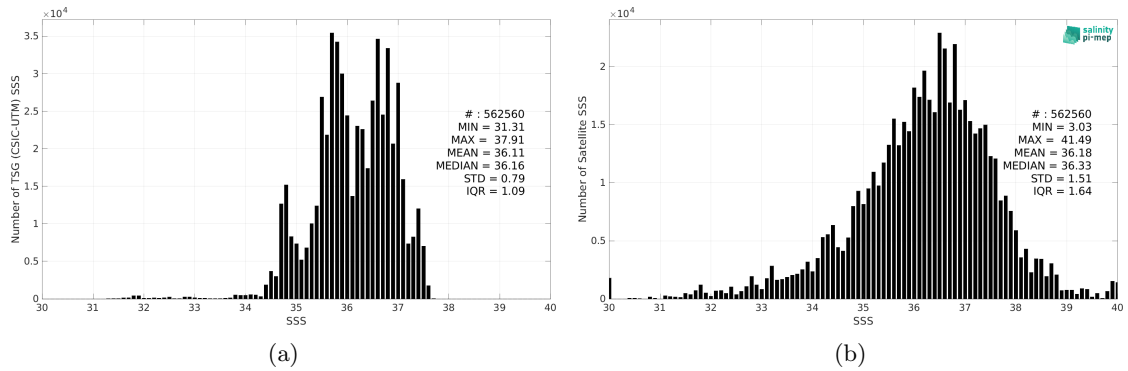 ×10⁴
Number of TSG (CSIC-UTM) SSS
3.5
3
2.5
2
1.5
1
0.5
0
# : 562560
MIN = 31.31
MAX = 37.91
MEAN = 36.11
MEDIAN = 36.16
STD = 0.79
IQR = 1.09
30 31 32 33 34 35 36 37 38 39 40
SSS
(a)
×10⁴
salinity
pi-mep
Number of Satellite SSS
2
1.5
1
0.5
0
# : 562560
MIN = 3.03
MAX = 41.49
MEAN = 36.18
MEDIAN = 36.33
STD = 1.51
IQR = 1.64
30 31 32 33 34 35 36 37 38 39 40
SSS
(b)